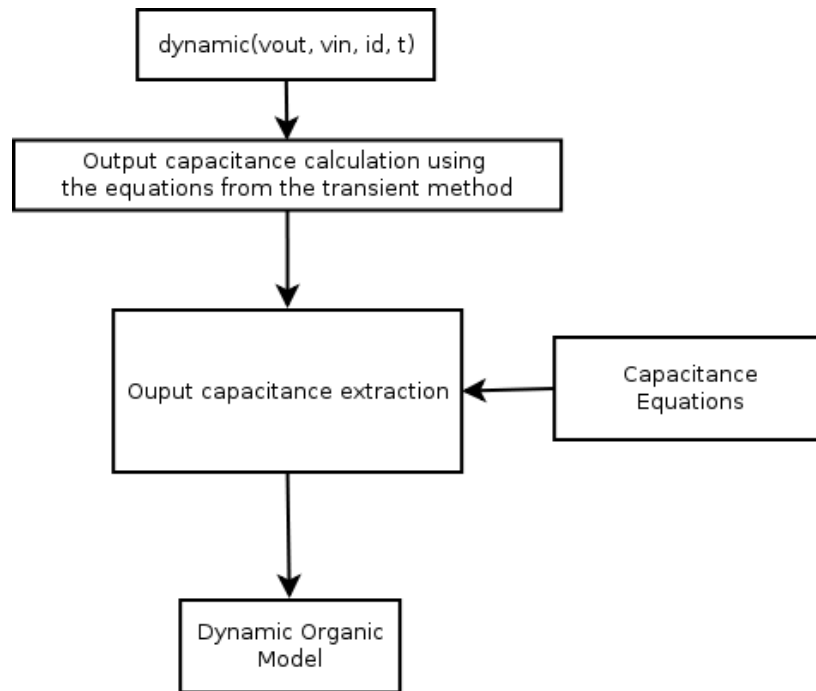 dynamic(vout, vin, id, t)
Output capacitance calculation using
the equations from the transient method
Ouput capacitance extraction
Capacitance
Equations
Dynamic Organic
Model